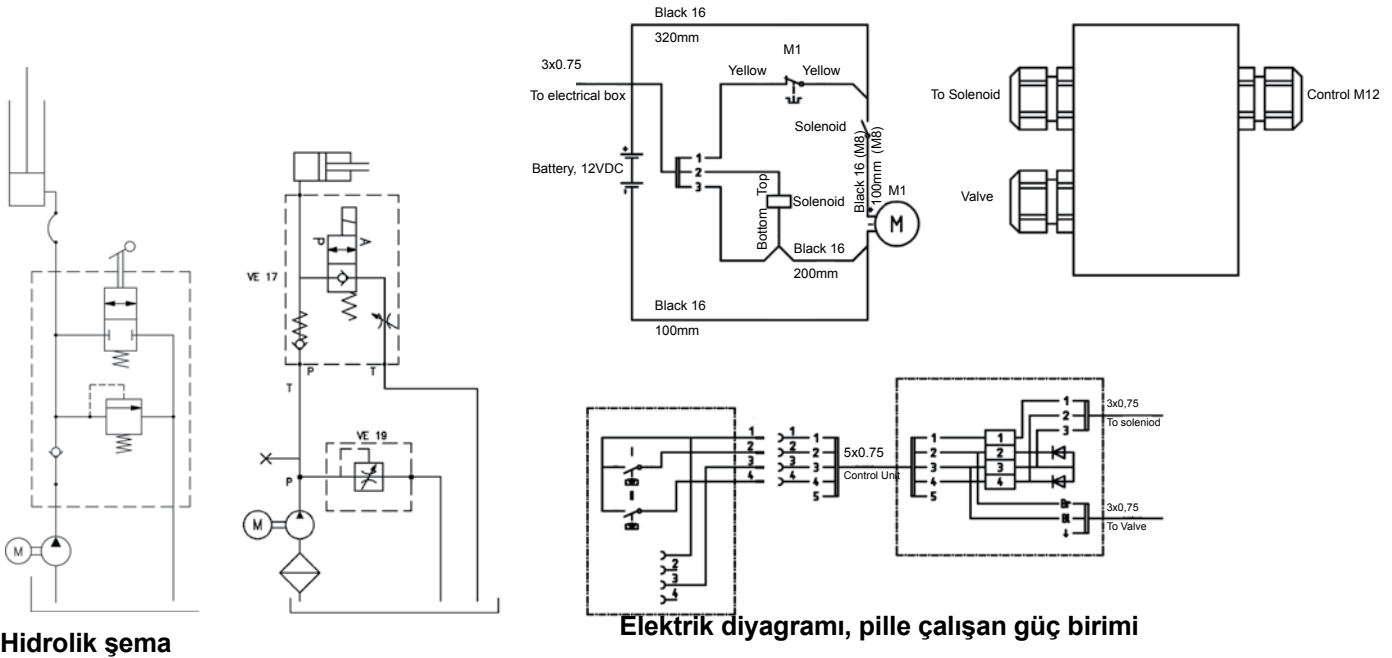 M
Hidrolik şema
VE 17
P
A
P
T
T
VE 19
P
M
Black 16
320mm
3x0.75
To electrical box
M1
Yellow
Yellow
Solenoid
Battery, 12VDC
+
-
1
2
3
Top
Bottom
Solenoid
Black 16 (M8)
100mm (M8)
+
-
M1
M
Black 16
200mm
Black 16
100mm
To Solenoid
Valve
Control M12
I
II
1
2
3
4
2
3
4
1
2
3
4
1
2
3
4
5
5x0.75
Control Unit
1
2
3
4
5
1
2
3
4
1
2
3
3x0,75
To soleniod
Br
Bl
3x0,75
To Valve
Elektrik diyagramı, pille çalışan güç birimi